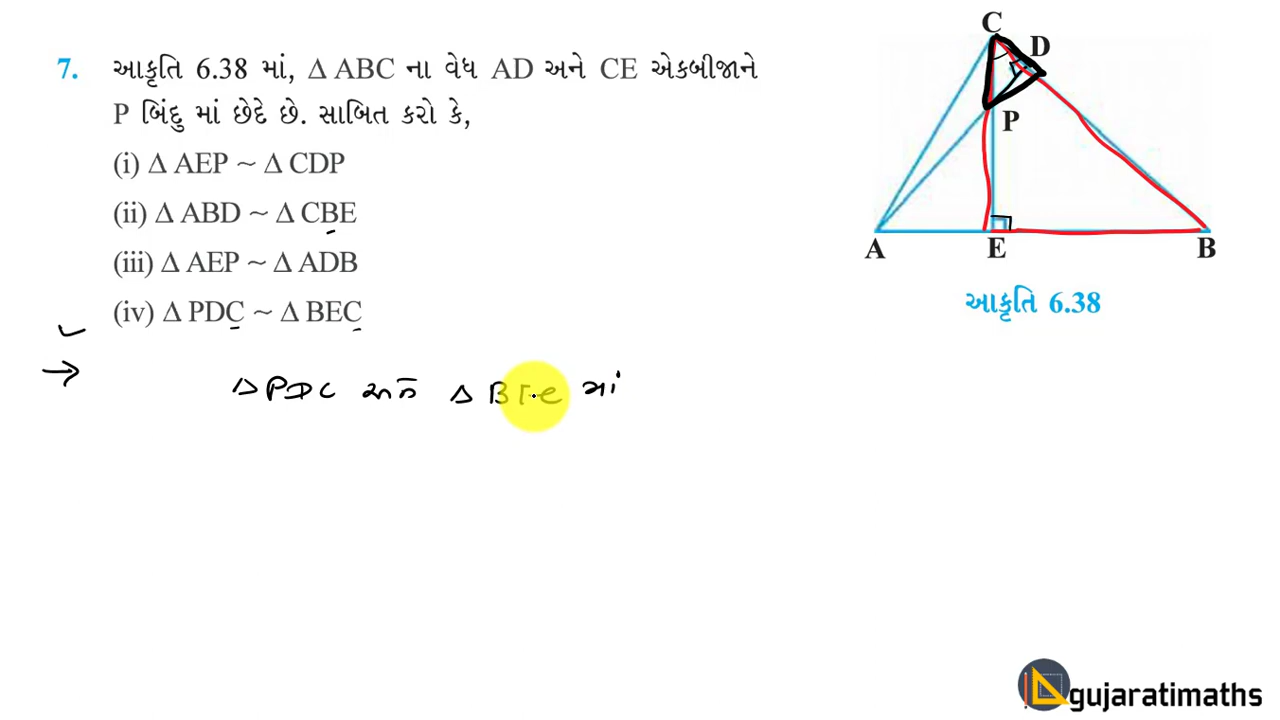 7. આકૃતિ 6.38 માં, Δ ABC ના વેધ AD અને CE એકબીજાને
P બિંદુ માં છેદે છે. સાબિત કરો કે,
(i) Δ AEP ~ Δ CDP
(ii) Δ ABD ~ Δ CBE
(iii) Δ AEP ~ Δ ADB
(iv) Δ PDC ~ Δ BEC
→ Δ PDC અને Δ BEC માં
C
D
P
A E B
આકૃતિ 6.38
gujaratimaths